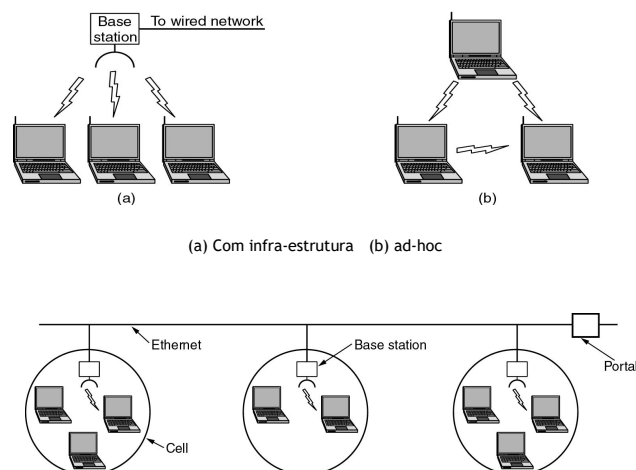 Base
station
To wired network
(a)
(b)
(a) Com infra-estrutura (b) ad-hoc
Ethernet
Base station
Portal
Cell